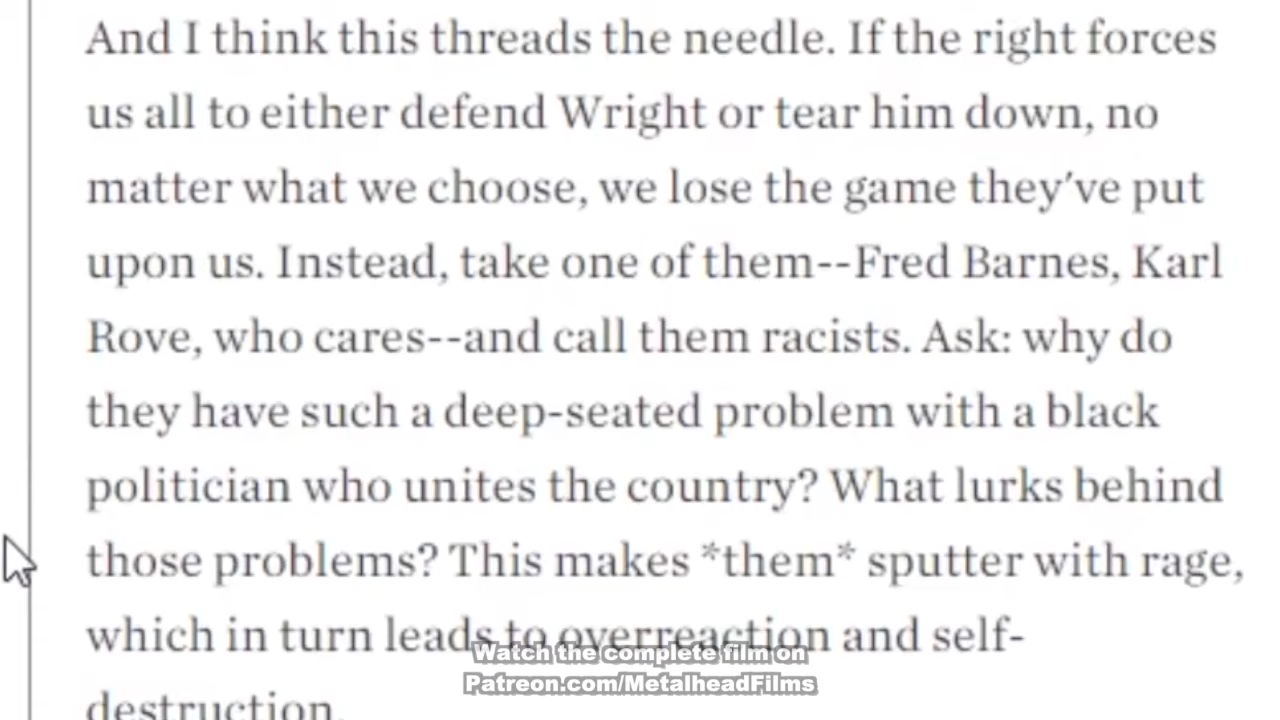 And I think this threads the needle. If the right forces
us all to either defend Wright or tear him down, no
matter what we choose, we lose the game they've put
upon us. Instead, take one of them--Fred Barnes, Karl
Rove, who cares--and call them racists. Ask: why do
they have such a deep-seated problem with a black
politician who unites the country? What lurks behind
those problems? This makes *them* sputter with rage,
which in turn leads to overreaction and self-
destruction.
Watch the complete film on
Patreon.com/MetalheadFilms